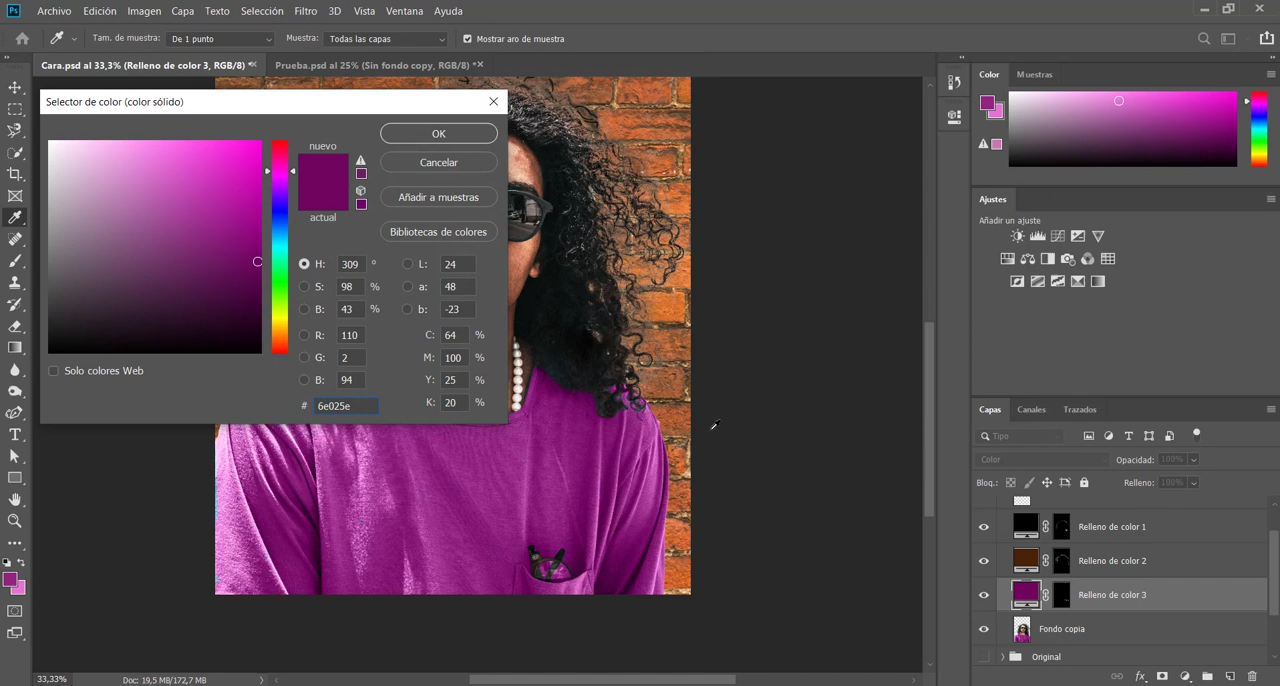 Ps Archivo Edición Imagen Capa Texto Selección Filtro 3D Vista Ventana Ayuda
Tam. de muestra: De 1 punto Muestra: Todas las capas Mostrar aro de muestra
Cara.psd al 33,3% (Relleno de color 3, RGB/8) * Prueba.psd al 25% (Sin fondo copy, RGB/8) *
Selector de color (color sólido)
nuevo
actual
OK
Cancelar
Añadir a muestras
Bibliotecas de colores
H: 309 ° L: 24
S: 98 % a: 48
B: 43 % b: -23
R: 110 C: 64 %
G: 2 M: 100 %
B: 94 Y: 25 %
# 6e025e K: 20 %
Solo colores Web
Color Muestras
Ajustes
Añadir un ajuste
Capas Canales Trazados
Tipo
Color Opacidad: 100%
Bloq.: Relleno: 100%
Relleno de color 1
Relleno de color 2
Relleno de color 3
Fondo copia
Original
33,33% Doc: 19,5 MB/172,7 MB